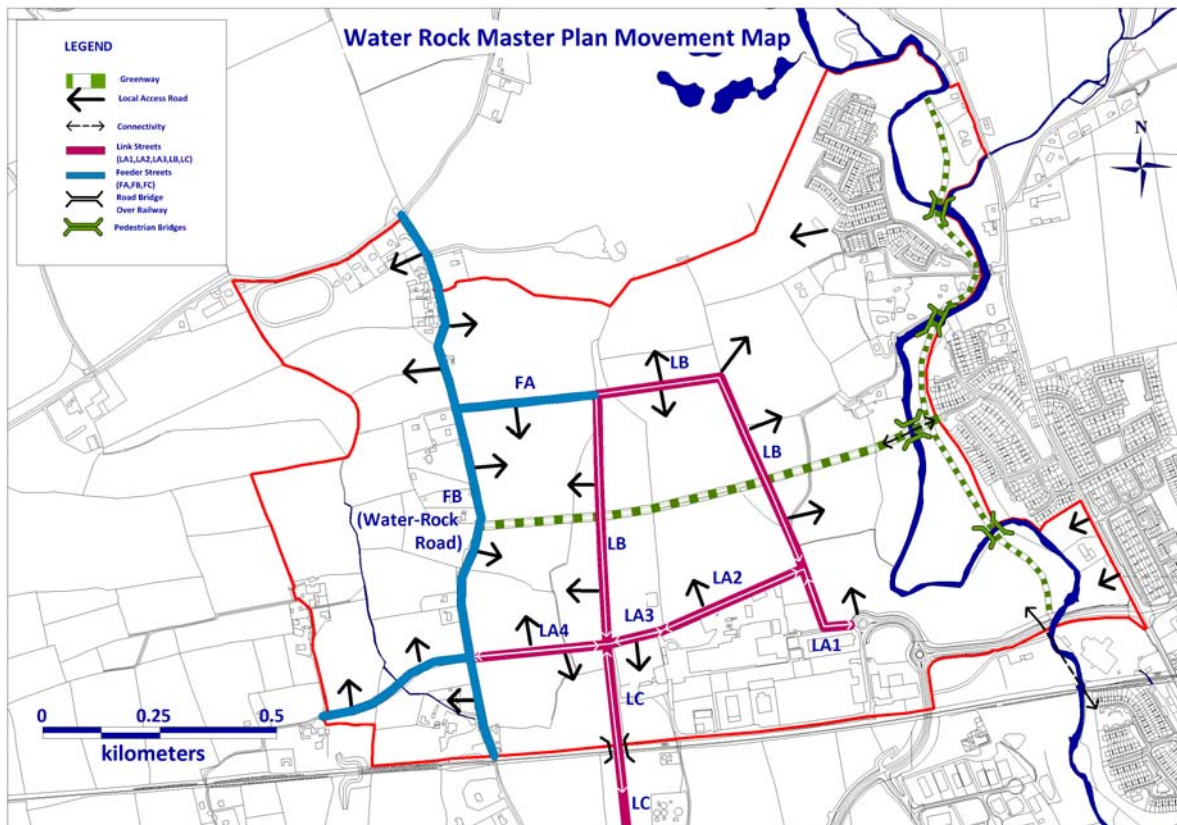 Water Rock Master Plan Movement Map
LEGEND
Greenway
Local Access Road
Connectivity
Link Streets
(LA1,LA2,LA3,LB,LC)
Feeder Streets
(FA,FB,FC)
Road Bridge
Over Railway
Pedestrian Bridges
N
LB
FA
LB
FB
(Water-Rock
Road)
LB
LA2
LA3
LA4
LA1
LC
0 0.25 0.5
kilometers
LC